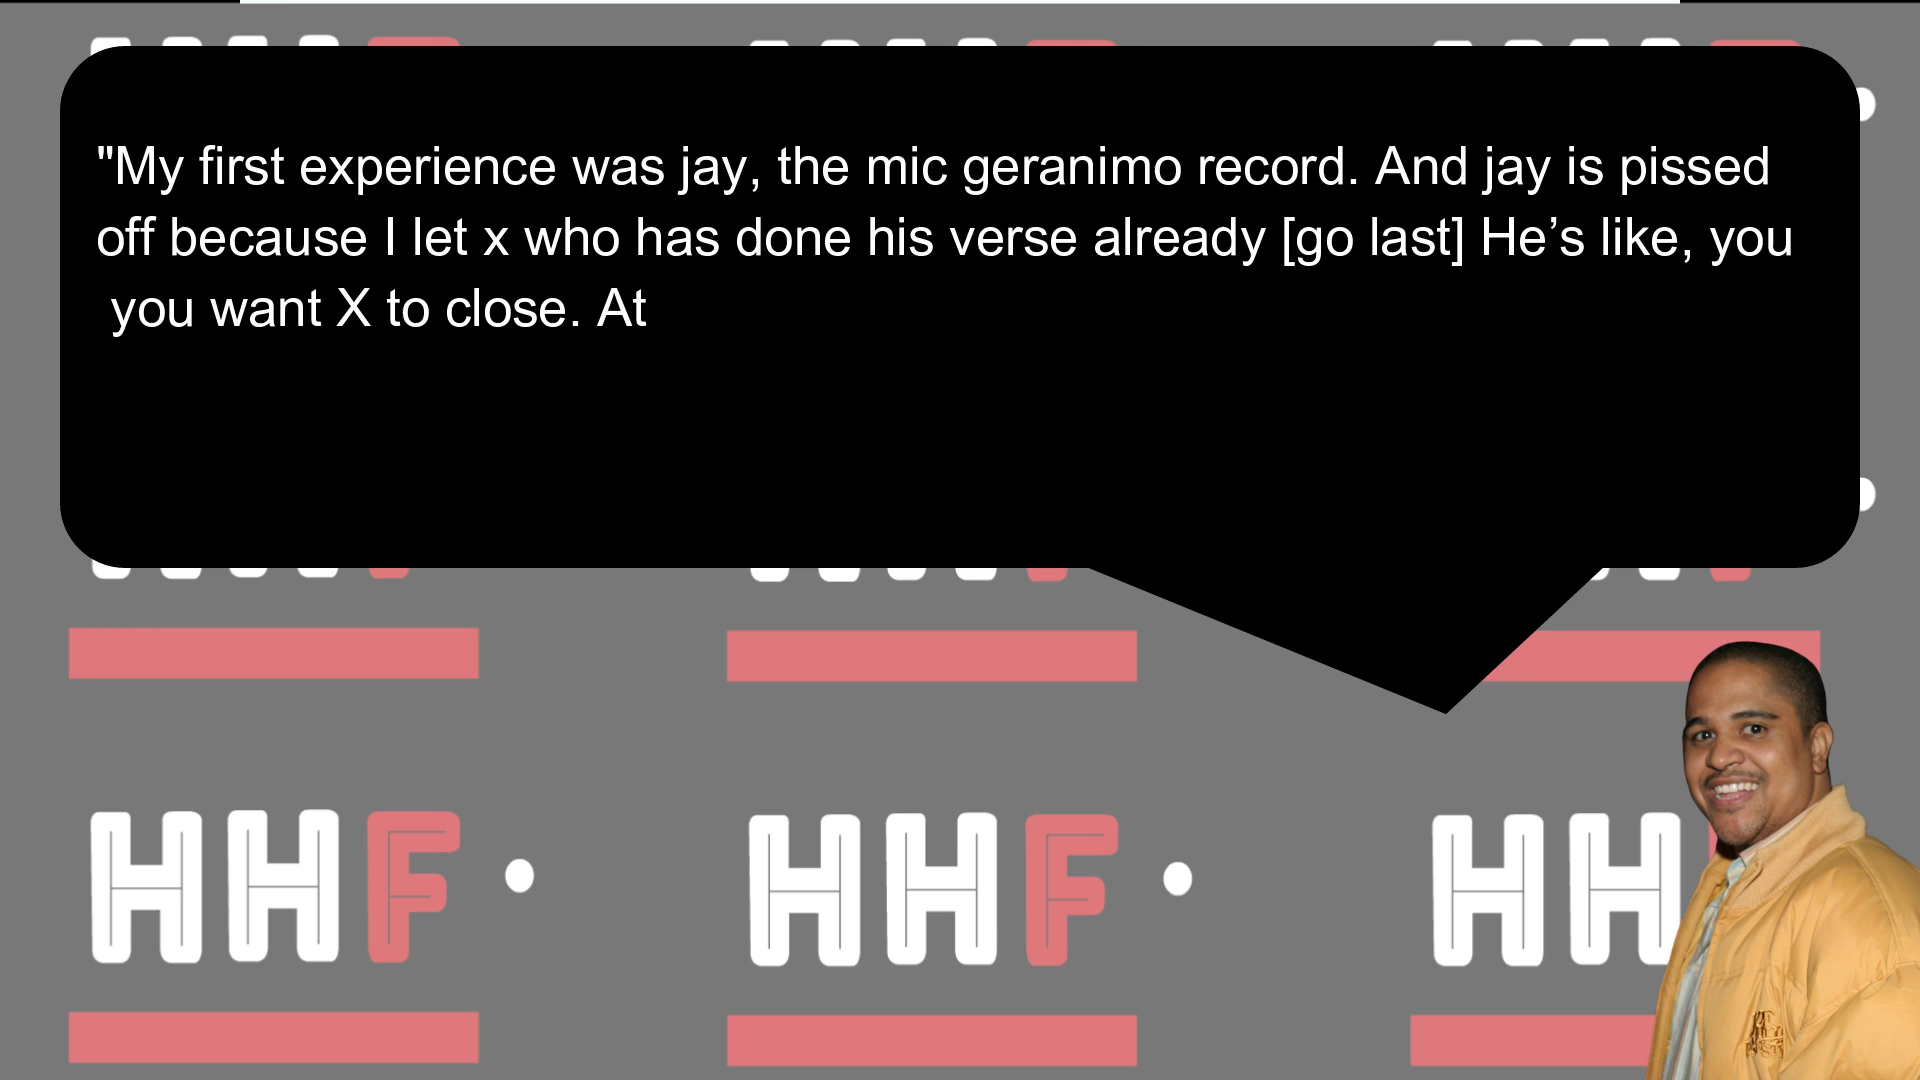 "My first experience was jay, the mic geranimo record. And jay is pissed
off because I let x who has done his verse already [go last] He’s like, you
you want X to close. At
HHF
HHF
HH